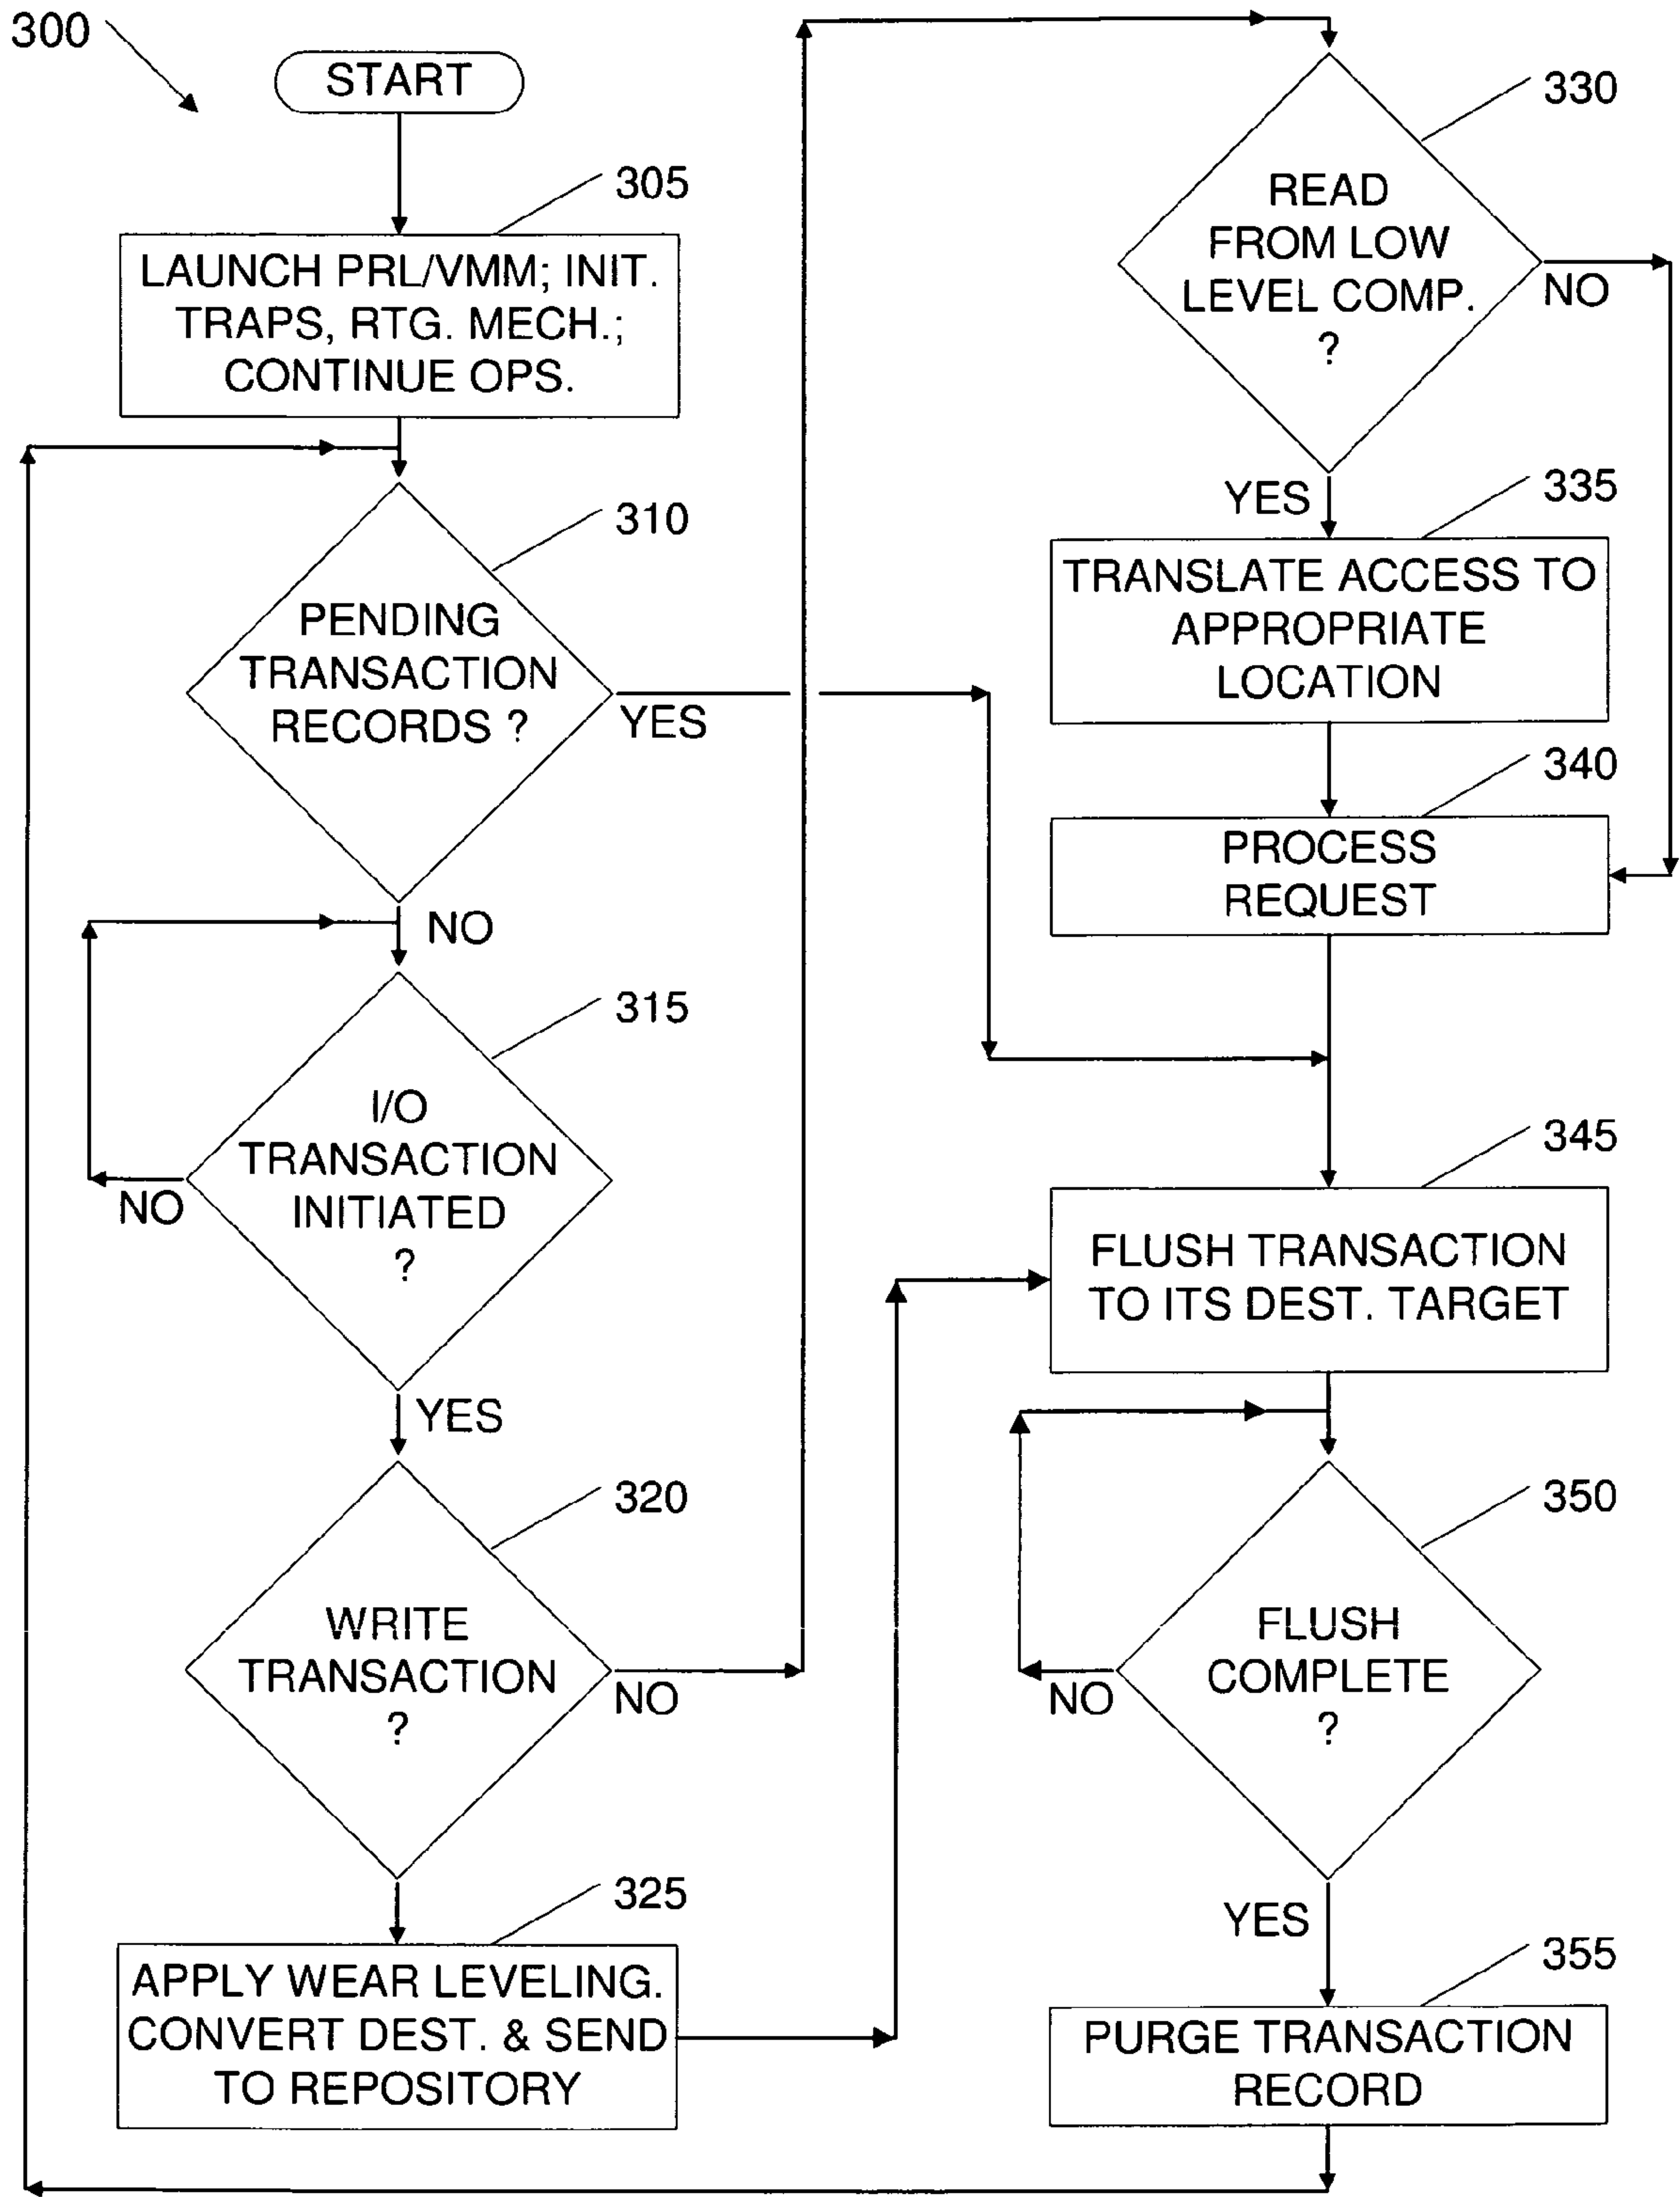 300
START
305
LAUNCH PRL/VMM; INIT.
TRAPS, RTG. MECH.;
CONTINUE OPS.
310
PENDING
TRANSACTION
RECORDS ?
YES
NO
315
I/O
TRANSACTION
INITIATED
?
NO
YES
320
WRITE
TRANSACTION
?
NO
325
APPLY WEAR LEVELING.
CONVERT DEST. & SEND
TO REPOSITORY
330
READ
FROM LOW
LEVEL COMP.
?
NO
YES
335
TRANSLATE ACCESS TO
APPROPRIATE
LOCATION
340
PROCESS
REQUEST
345
FLUSH TRANSACTION
TO ITS DEST. TARGET
350
FLUSH
COMPLETE
?
NO
YES
355
PURGE TRANSACTION
RECORD